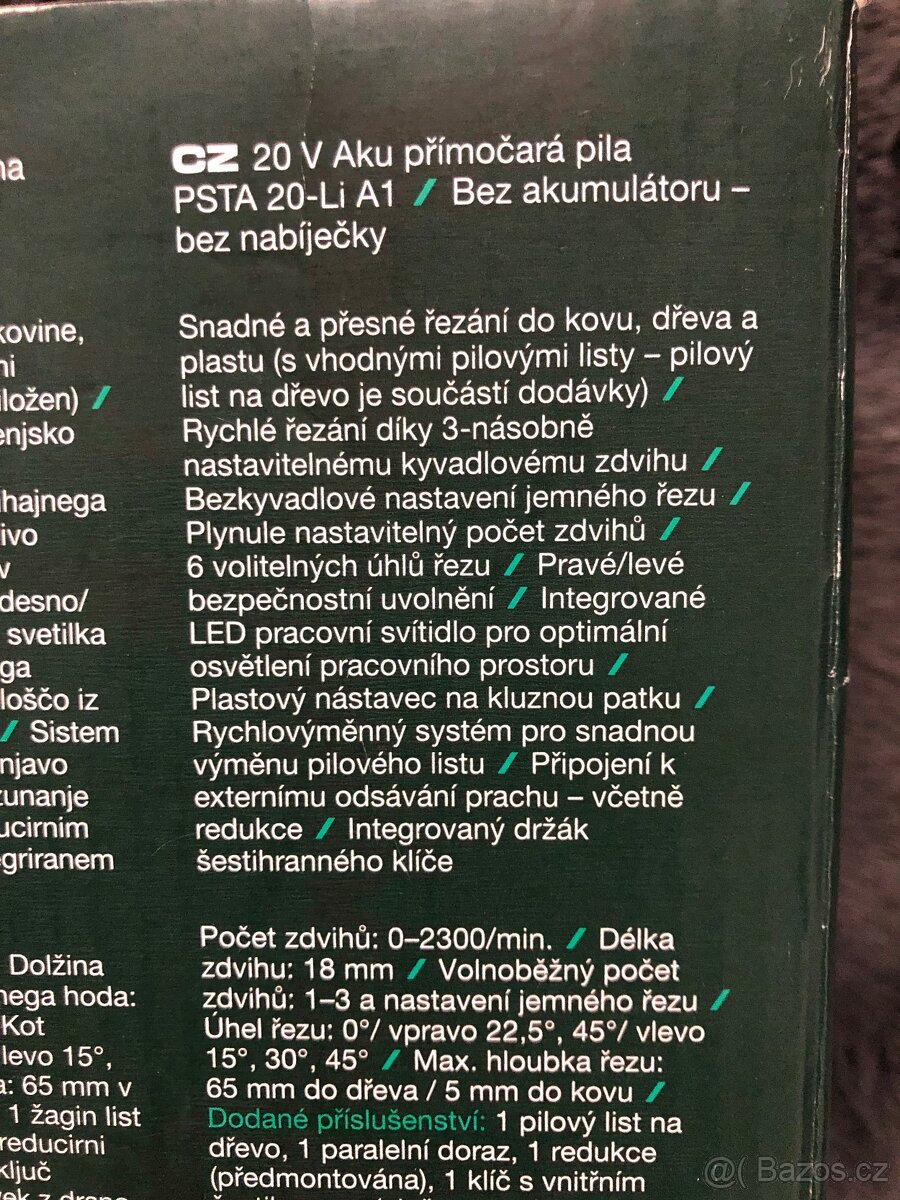 na
kovine,
ni
iložen) /
enjsko
ihajnega
ivo
v
desno/
svetilka
ga
loščo iz
/ Sistem
njavo
zunanje
ucirnim
egriranem
Dolžina
nega hoda:
Kot
levo 15°,
a: 65 mm v
1 žagin list
reducirni
ključ
CZ 20 V Aku přímočará pila
PSTA 20-Li A1 / Bez akumulátoru –
bez nabíječky
Snadné a přesné řezání do kovu, dřeva a
plastu (s vhodnými pilovými listy – pilový
list na dřevo je součástí dodávky) /
Rychlé řezání díky 3-násobně
nastavitelnému kyvadlovému zdvihu /
Bezkyvadlové nastavení jemného řezu /
Plynule nastavitelný počet zdvihů /
6 volitelných úhlů řezu / Pravé/levé
bezpečnostní uvolnění / Integrované
LED pracovní svítidlo pro optimální
osvětlení pracovního prostoru /
Plastový nástavec na kluznou patku /
Rychlovýměnný systém pro snadnou
výměnu pilového listu / Připojení k
externímu odsávání prachu – včetně
redukce / Integrovaný držák
šestihranného klíče
Počet zdvihů: 0–2300/min. / Délka
zdvihu: 18 mm / Volnoběžný počet
zdvihů: 1–3 a nastavení jemného řezu /
Úhel řezu: 0°/ vpravo 22,5°, 45°/ vlevo
15°, 30°, 45° / Max. hloubka řezu:
65 mm do dřeva / 5 mm do kovu /
Dodané příslušenství: 1 pilový list na
dřevo, 1 paralelní doraz, 1 redukce
(předmontována), 1 klíč s vnitřním
@( Bazos.cz